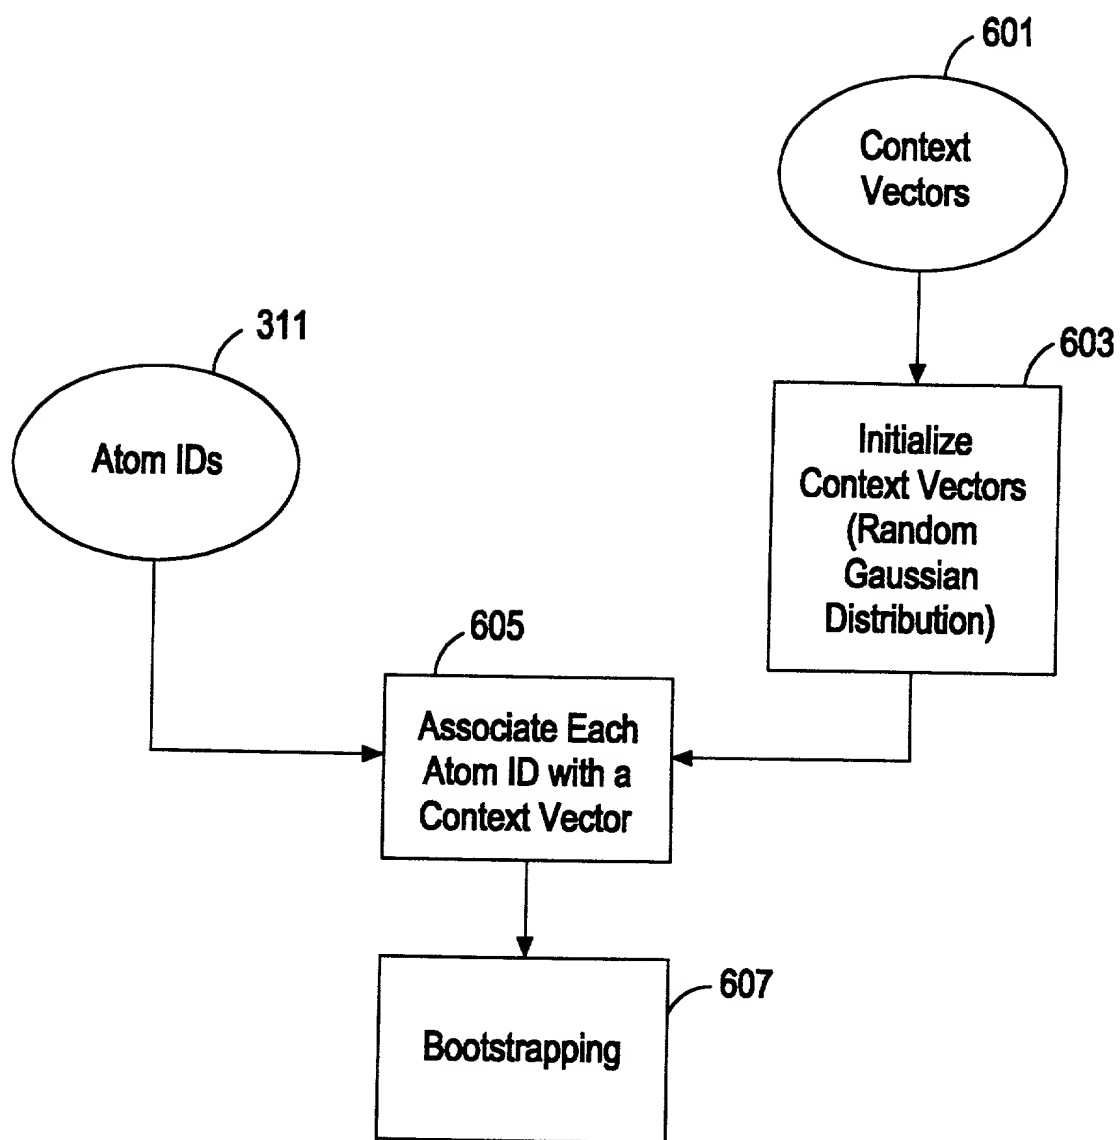 601
Context
Vectors
311
603
Atom IDs
Initialize
Context Vectors
(Random
Gaussian
Distribution)
605
Associate Each
Atom ID with a
Context Vector
607
Bootstrapping